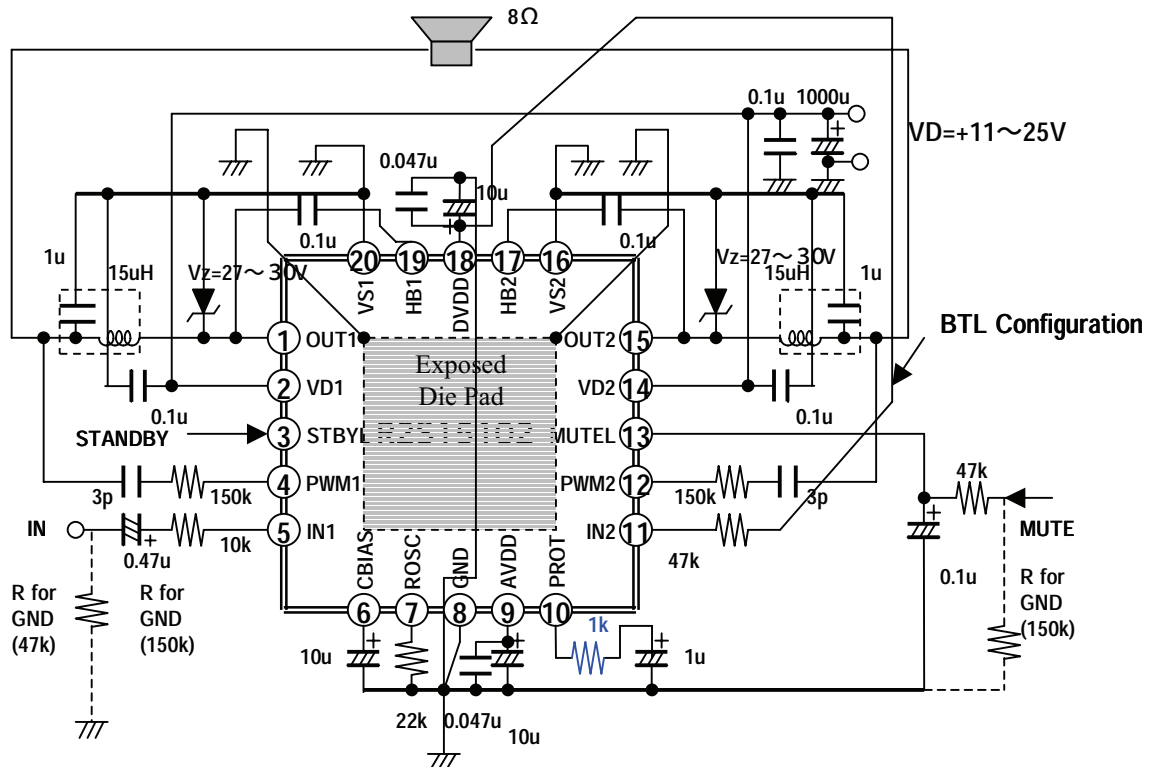 8Ω
0.1u 1000u
VD=+11～25V
0.047u
10u
0.1u
0.1u
1u
15uH
Vz=27～30V
20 19 18 17 16
VS1 HB1 DVDD HB2 VS2
Vz=27～30V
15uH
1u
BTL Configuration
1 OUT1
OUT2 15
Exposed
Die Pad
2 VD1
VD2 14
0.1u
0.1u
STANDBY
3 STBYL
R2S15102
MUTEL 13
4 PWM1
PWM2 12
3p
150k
150k
3p
47k
IN
5 IN1
IN2 11
MUTE
0.47u
10k
47k
0.1u
CBIAS ROSC GND AVDD PROT
6 7 8 9 10
R for
GND
(47k)
R for
GND
(150k)
R for
GND
(150k)
1k
10u
1u
22k
0.047u
10u